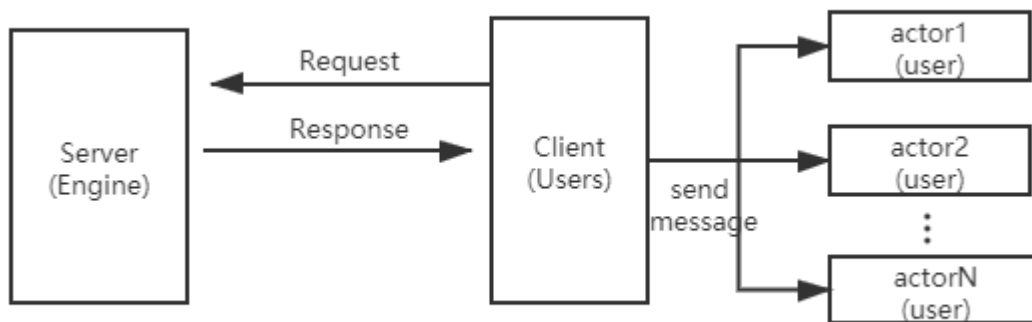 Server
(Engine)
Request
Response
Client
(Users)
send
message
actor1
(user)
actor2
(user)
actorN
(user)